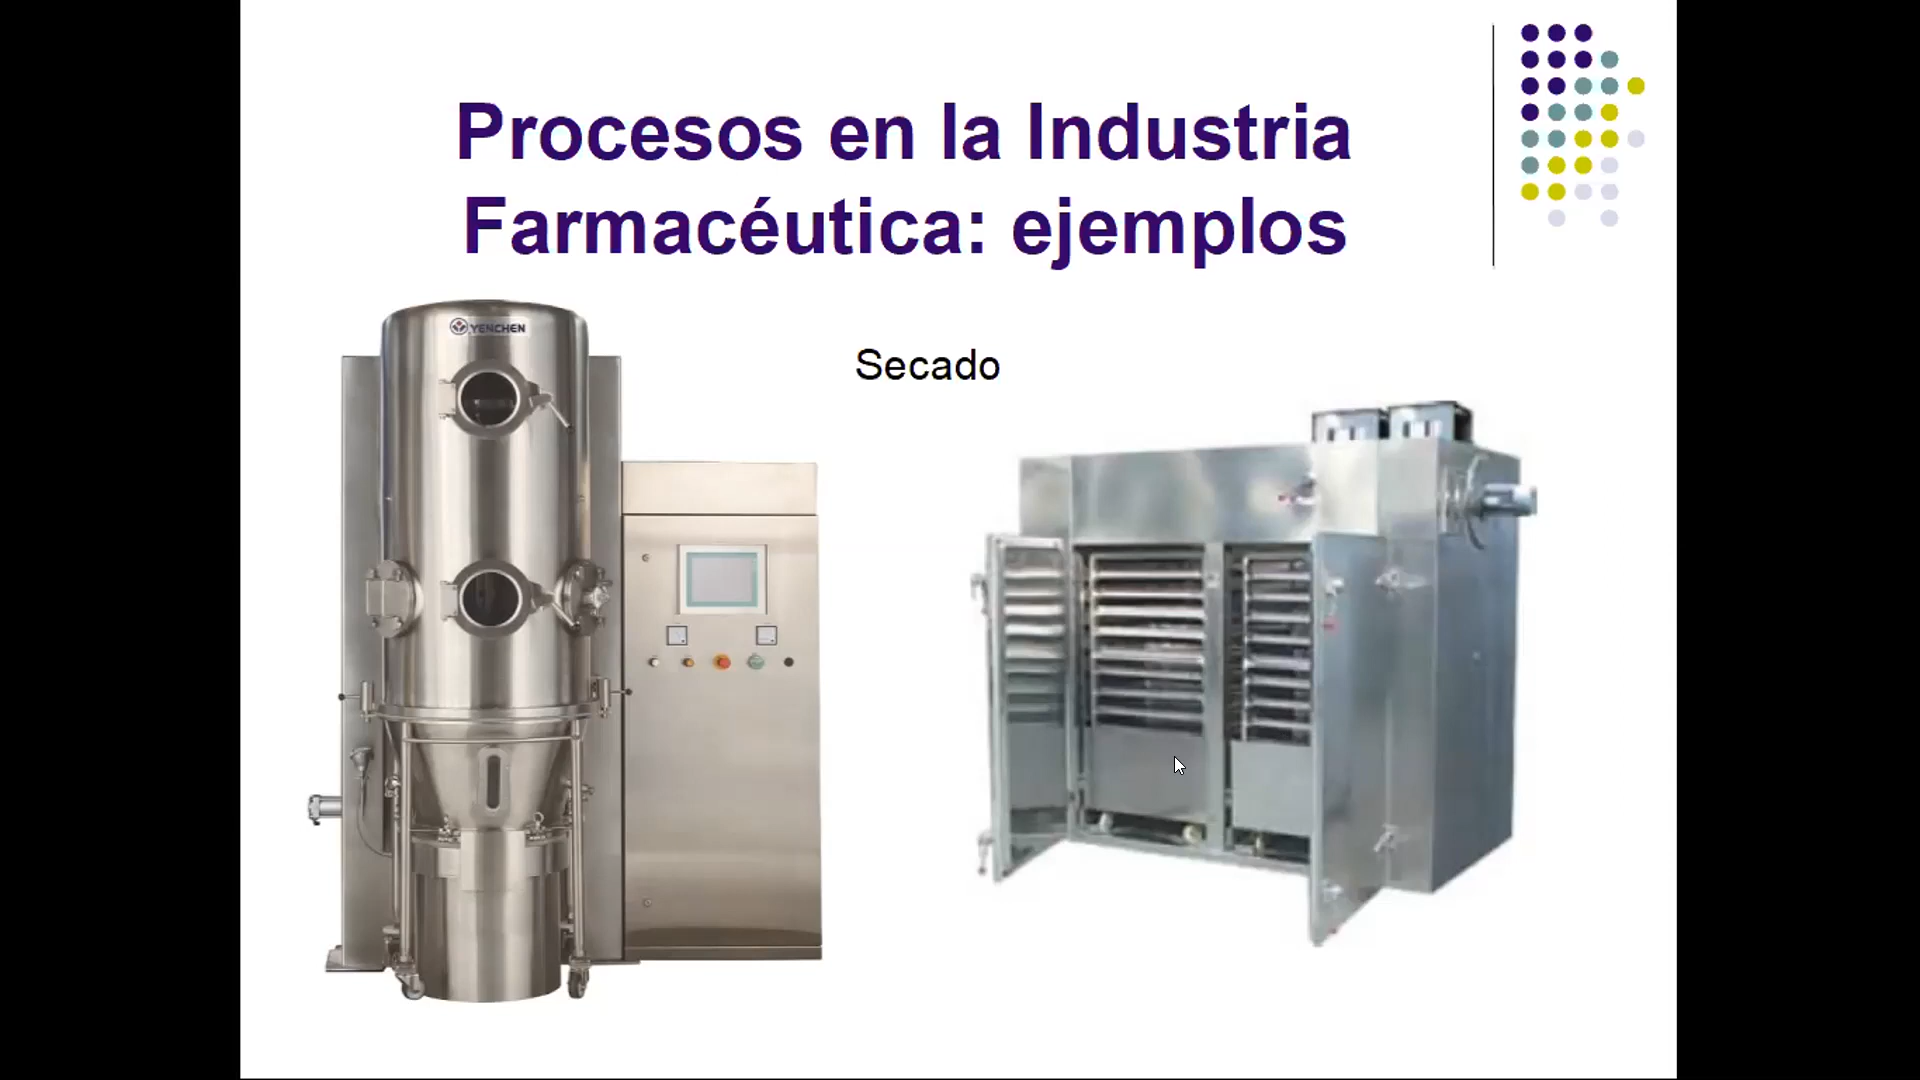 Procesos en la Industria
Farmacéutica: ejemplos
YENCHEN
Secado